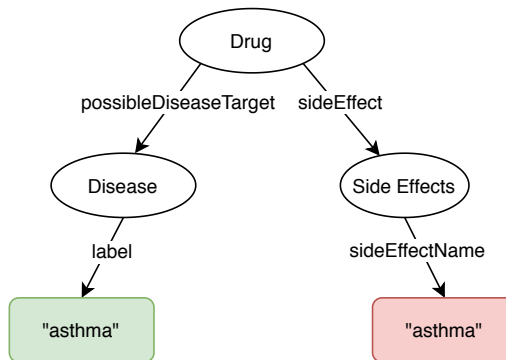 Drug
possibleDiseaseTarget
sideEffect
Disease
Side Effects
label
sideEffectName
"asthma"
"asthma"